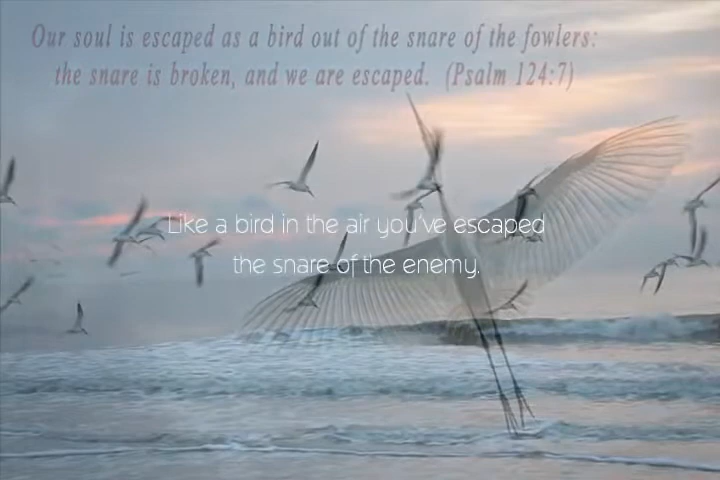 Our soul is escaped as a bird out of the snare of the fowlers:
the snare is broken, and we are escaped. (Psalm 124:7)
Like a bird in the air you've escaped
the snare of the enemy.